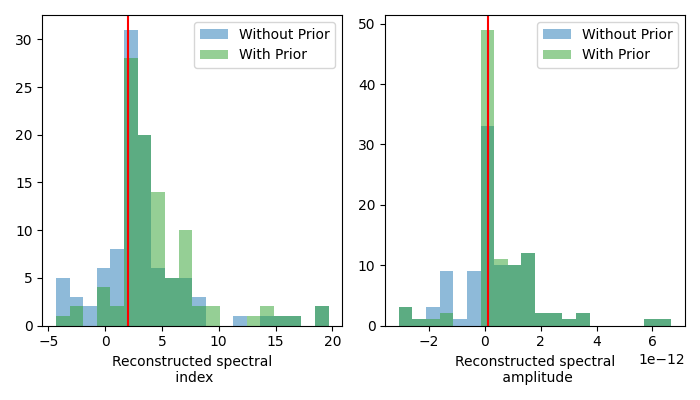 Without Prior
With Prior
30
25
20
15
10
5
0
−5
0
5
10
15
20
Reconstructed spectral
index
Without Prior
With Prior
50
40
30
20
10
0
−2
0
2
4
6
1e−12
Reconstructed spectral
amplitude